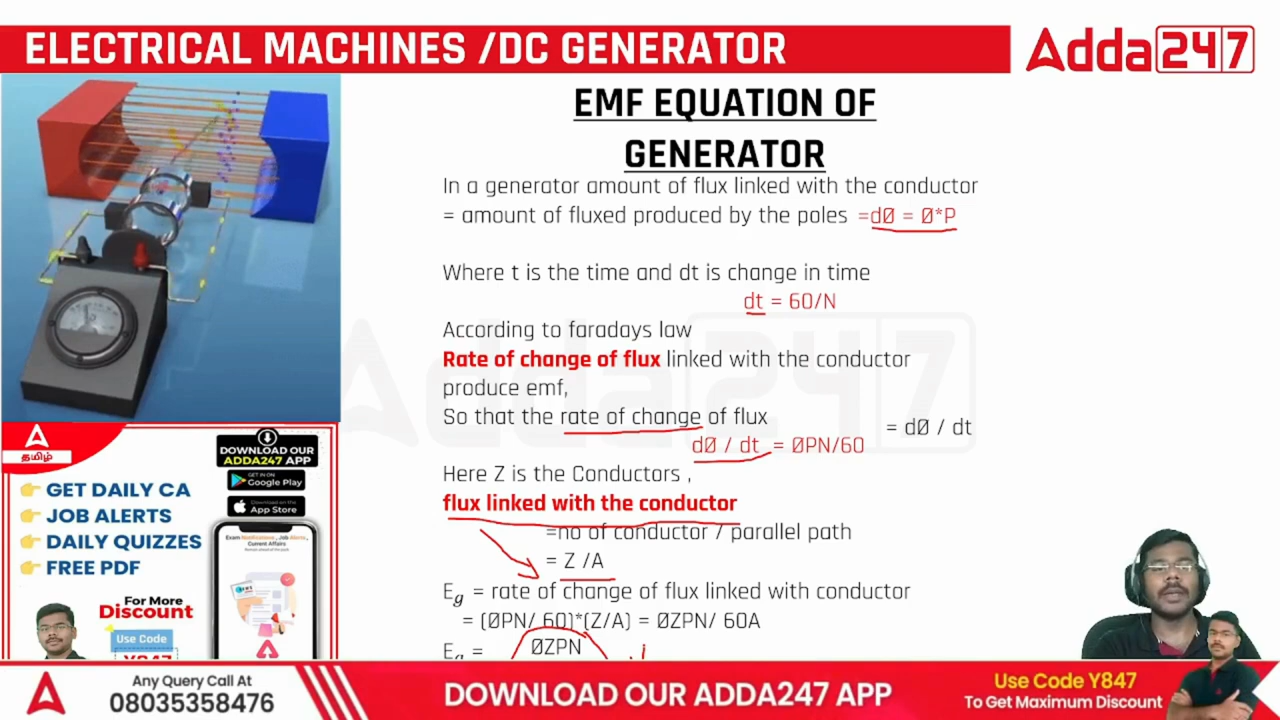 ELECTRICAL MACHINES /DC GENERATOR
Adda247
EMF EQUATION OF
GENERATOR
In a generator amount of flux linked with the conductor
= amount of fluxed produced by the poles =dØ = Ø*P
Where t is the time and dt is change in time
dt = 60/N
According to faradays law
Rate of change of flux linked with the conductor
produce emf,
So that the rate of change of flux = dØ / dt
dØ / dt = ØPN/60
Here Z is the Conductors ,
flux linked with the conductor
=no of conductor / parallel path
= Z /A
Eg = rate of change of flux linked with conductor
= (ØPN/ 60)*(Z/A) = ØZPN/ 60A
Eg = ØZPN
Adda247
தமிழ்
DOWNLOAD OUR
ADDA247 APP
GET IN ON
Google Play
Available on the
App Store
GET DAILY CA
JOB ALERTS
DAILY QUIZZES
FREE PDF
For More
Discount
Use Code
Y847
Any Query Call At
08035358476
DOWNLOAD OUR ADDA247 APP
Use Code Y847
To Get Maximum Discount